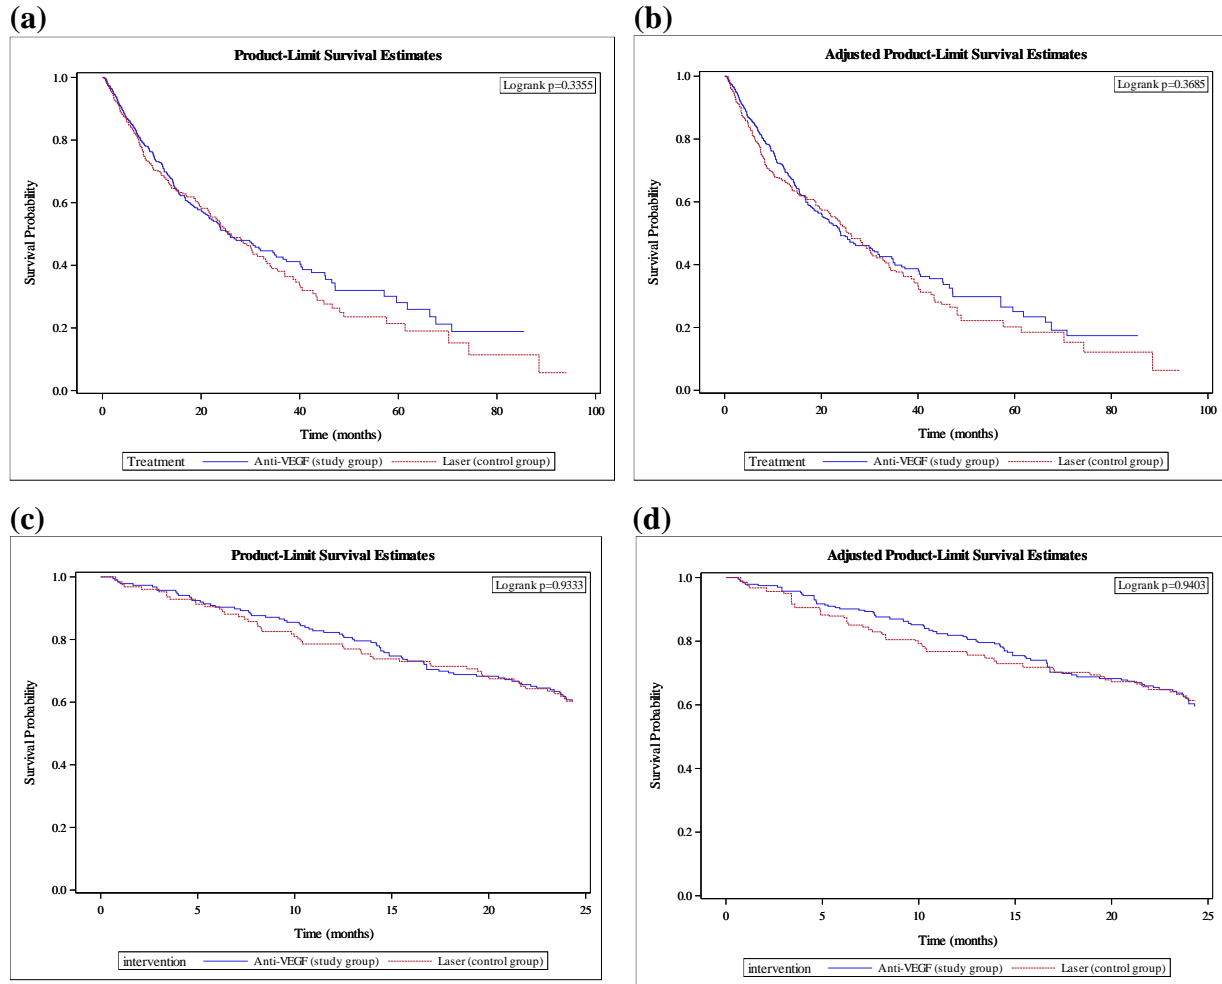 (a)
Product-Limit Survival Estimates
Logrank p=0.3355
1.0
0.8
0.6
0.4
0.2
0.0
Survival Probability
0 20 40 60 80 100
Time (months)
Treatment Anti-VEGF (study group) Laser (control group)
(b)
Adjusted Product-Limit Survival Estimates
Logrank p=0.3685
1.0
0.8
0.6
0.4
0.2
0.0
Survival Probability
0 20 40 60 80 100
Time (months)
Treatment Anti-VEGF (study group) Laser (control group)
(c)
Product-Limit Survival Estimates
Logrank p=0.9333
1.0
0.8
0.6
0.4
0.2
0.0
Survival Probability
0 5 10 15 20 25
Time (months)
intervention Anti-VEGF (study group) Laser (control group)
(d)
Adjusted Product-Limit Survival Estimates
Logrank p=0.9403
1.0
0.8
0.6
0.4
0.2
0.0
Survival Probability
0 5 10 15 20 25
Time (months)
intervention Anti-VEGF (study group) Laser (control group)